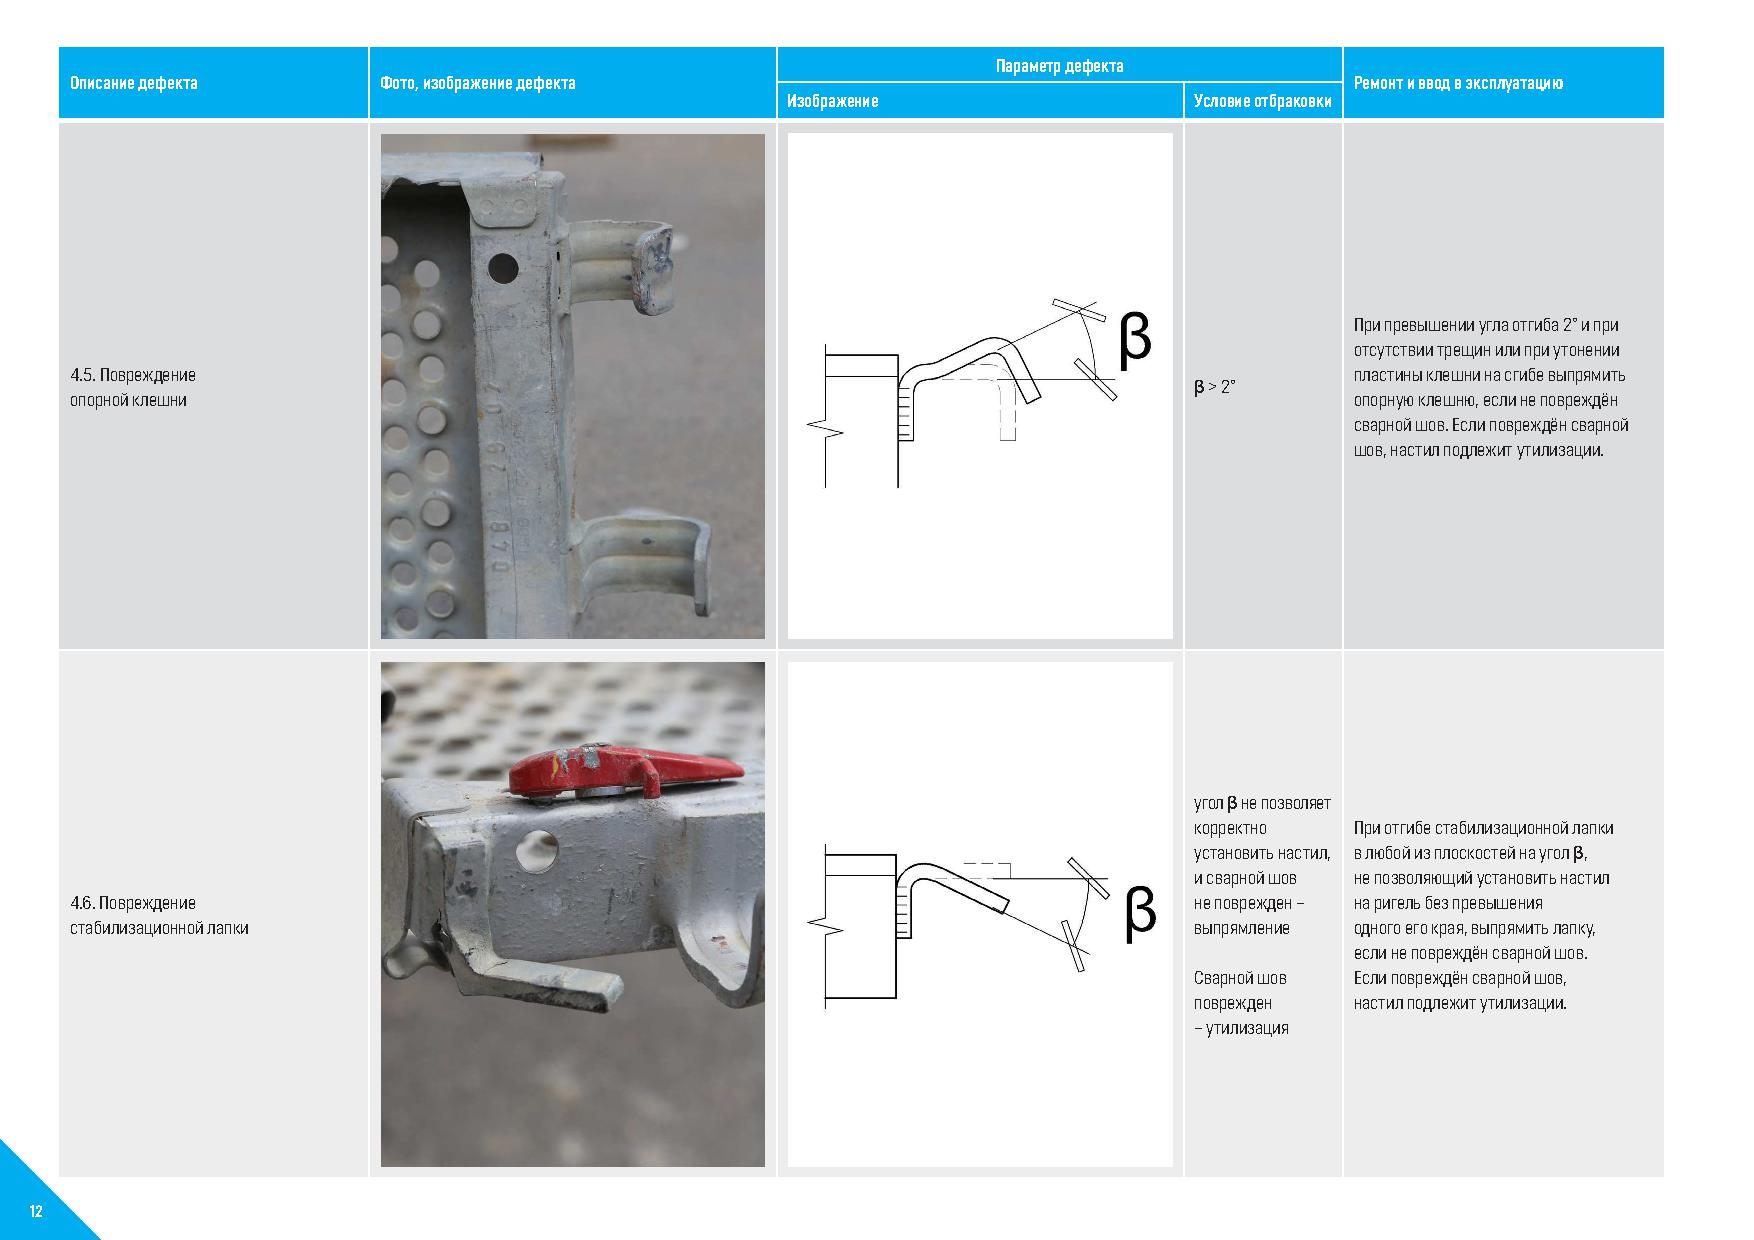 Описание дефекта
Фото, изображение дефекта
Параметр дефекта
Изображение
Условие отбраковки
Ремонт и ввод в эксплуатацию
4.5. Повреждение
опорной клешни
048 29 07
β
β > 2°
При превышении угла отгиба 2° и при
отсутствии трещин или при утонении
пластины клешни на сгибе выпрямить
опорную клешню, если не повреждён
сварной шов. Если повреждён сварной
шов, настил подлежит утилизации.
4.6. Повреждение
стабилизационной лапки
β
угол β не позволяет
корректно
установить настил,
и сварной шов
не поврежден –
выпрямление
Сварной шов
поврежден
– утилизация
При отгибе стабилизационной лапки
в любой из плоскостей на угол β,
не позволяющий установить настил
на ригель без превышения
одного его края, выпрямить лапку,
если не повреждён сварной шов.
Если повреждён сварной шов,
настил подлежит утилизации.
12